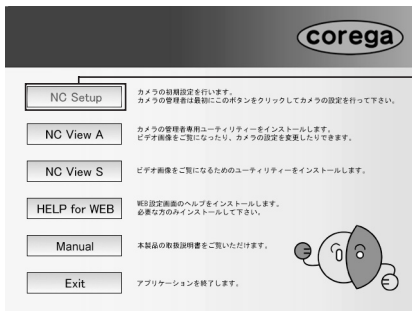 corega
NC Setup
カメラの初期設定を行います。
カメラの管理者は最初にこのボタンをクリックしてカメラの設定を行って下さい。
NC View A
カメラの管理者専用ユーティリティーをインストールします。
ビデオ画像をご覧になったり、カメラの設定を変更したりできます。
NC View S
ビデオ画像をご覧になるためのユーティリティーをインストールします。
HELP for WEB
WEB設定画面のヘルプをインストールします。
必要な方のみインストールして下さい。
Manual
本製品の取扱説明書をご覧いただけます。
Exit
アプリケーションを終了します。